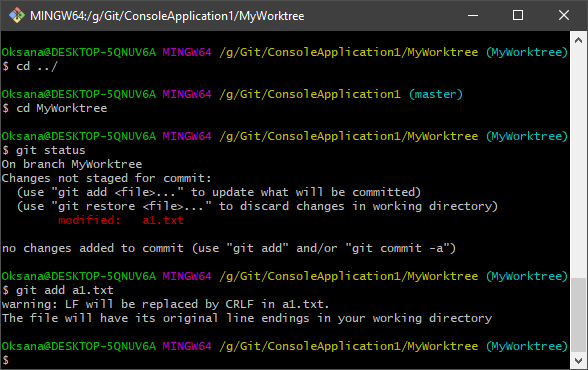 MINGW64:/g/Git/ConsoleApplication1/MyWorktree
Oksana@DESKTOP-5QNUV6A MINGW64 /g/Git/ConsoleApplication1/MyWorktree (MyWorktree)
$ cd ../
Oksana@DESKTOP-5QNUV6A MINGW64 /g/Git/ConsoleApplication1 (master)
$ cd MyWorktree
Oksana@DESKTOP-5QNUV6A MINGW64 /g/Git/ConsoleApplication1/MyWorktree (MyWorktree)
$ git status
On branch MyWorktree
Changes not staged for commit:
  (use "git add <file>..." to update what will be committed)
  (use "git restore <file>..." to discard changes in working directory)
        modified:   a1.txt
no changes added to commit (use "git add" and/or "git commit -a")
Oksana@DESKTOP-5QNUV6A MINGW64 /g/Git/ConsoleApplication1/MyWorktree (MyWorktree)
$ git add a1.txt
warning: LF will be replaced by CRLF in a1.txt.
The file will have its original line endings in your working directory
Oksana@DESKTOP-5QNUV6A MINGW64 /g/Git/ConsoleApplication1/MyWorktree (MyWorktree)
$